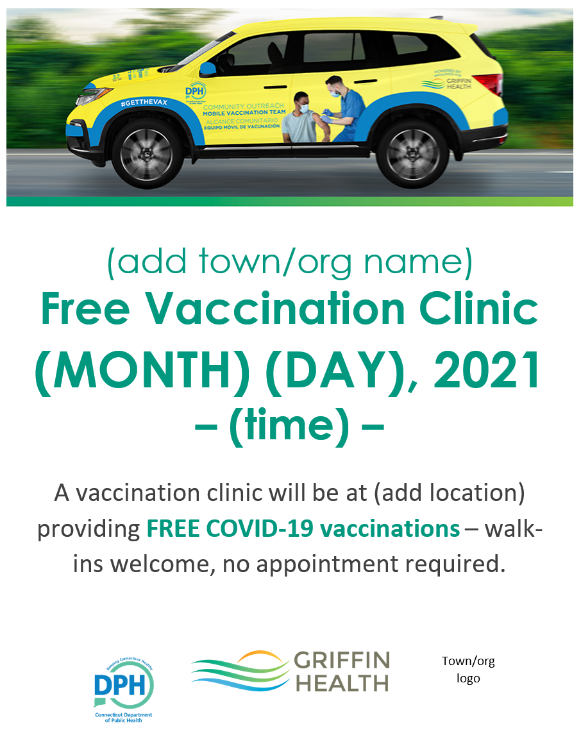 POWERED BY
GRIFFIN
HEALTH
DPH
#GETTHEVAX
COMMUNITY OUTREACH
MOBILE VACCINATION TEAM
ALCANCE COMUNITARIO
EQUIPO MÓVIL DE VACUNACIÓN
(add town/org name)
Free Vaccination Clinic
(MONTH) (DAY), 2021
– (time) –
A vaccination clinic will be at (add location)
providing FREE COVID-19 vaccinations – walk-
ins welcome, no appointment required.
Keeping Connecticut Healthy
DPH
Connecticut Department
of Public Health
GRIFFIN
HEALTH
Town/org
logo